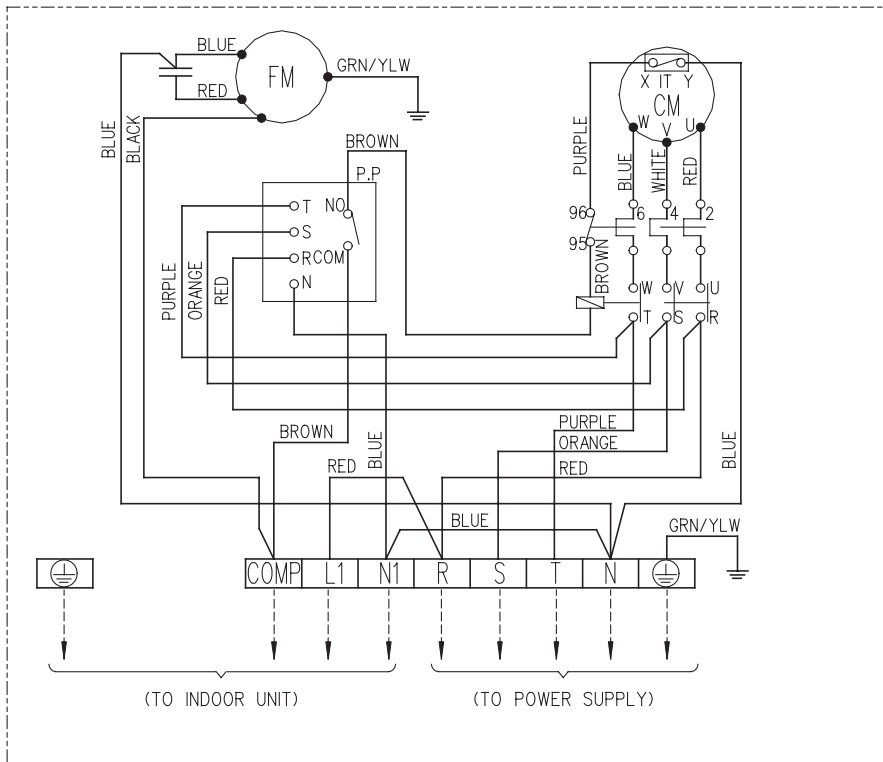 BLUE
FM
GRN/YLW
RED
BLUE
BLACK
BROWN
P.P
T
NO
S
R
COM
N
PURPLE
ORANGE
RED
X IT Y
CM
W
V
U
PURPLE
BLUE
WHITE
RED
96
6
4
2
95
BROWN
W
V
U
T
S
R
BROWN
BLUE
RED
PURPLE
ORANGE
RED
BLUE
BLUE
GRN/YLW
COMP
L1
N1
R
S
T
N
(TO INDOOR UNIT)
(TO POWER SUPPLY)